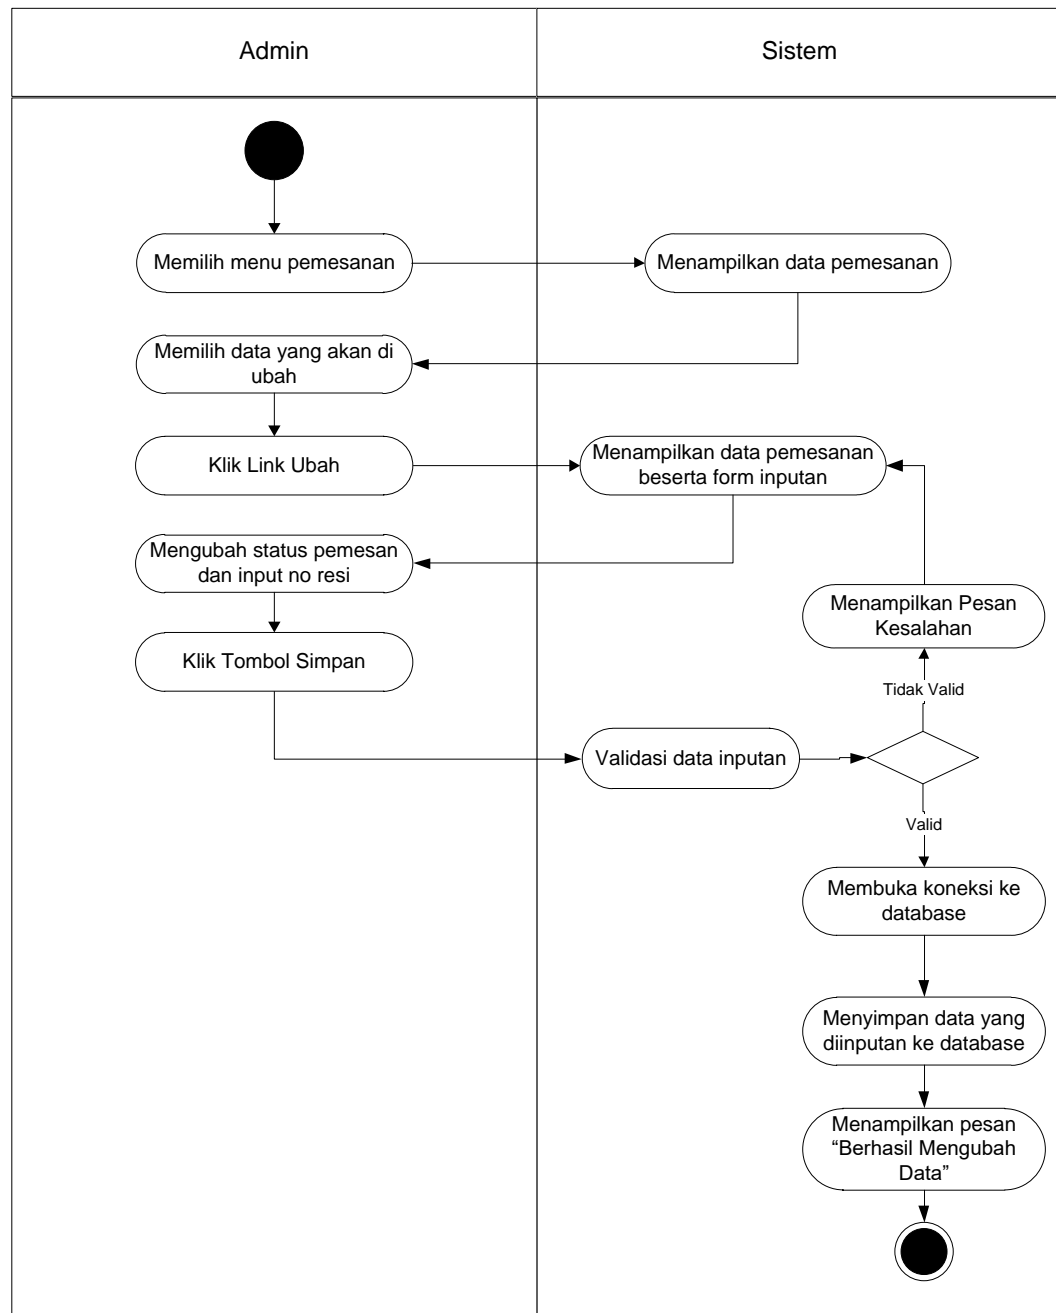 Admin
Sistem
Memilih menu pemesanan
Menampilkan data pemesanan
Memilih data yang akan di
ubah
Klik Link Ubah
Menampilkan data pemesanan
beserta form inputan
Mengubah status pemesan
dan input no resi
Menampilkan Pesan
Kesalahan
Klik Tombol Simpan
Tidak Valid
Validasi data inputan
Valid
Membuka koneksi ke
database
Menyimpan data yang
diinputan ke database
Menampilkan pesan
“Berhasil Mengubah
Data”